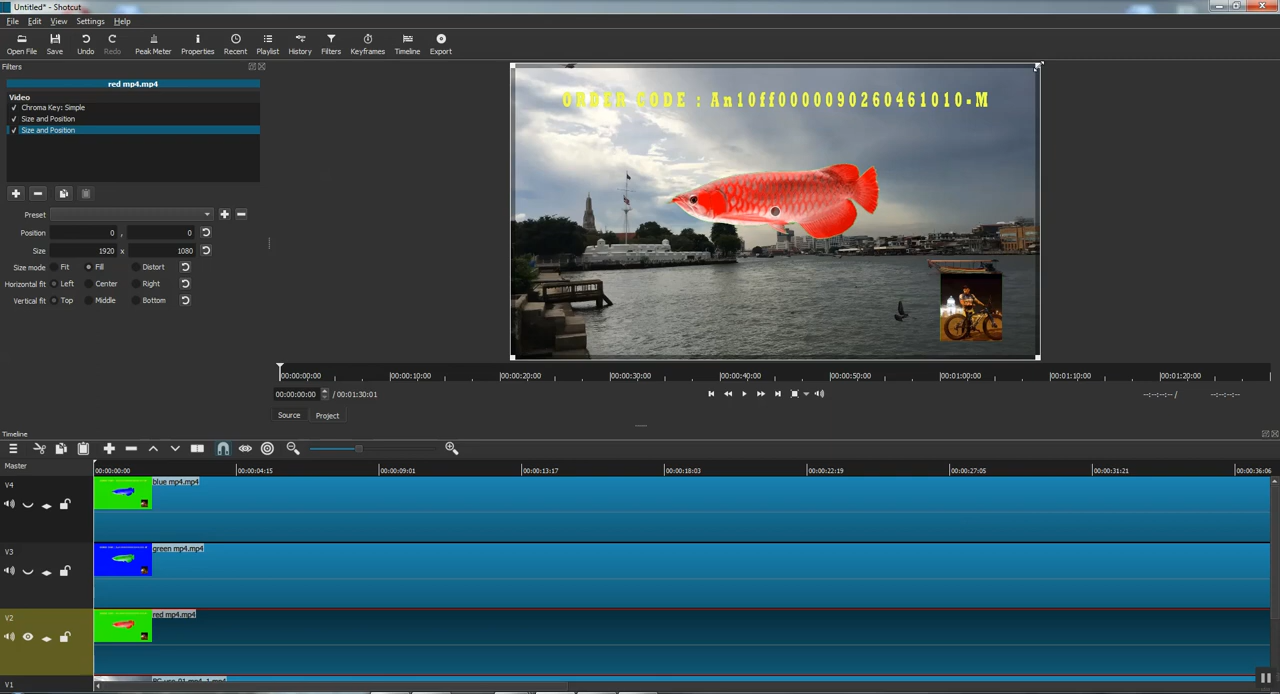 Untitled* - Shotcut
File Edit View Settings Help
Open File Save Undo Redo Peak Meter Properties Recent Playlist History Filters Keyframes Timeline Export
Filters
red mp4.mp4
Video
Chroma Key: Simple
Size and Position
Size and Position
Preset
Position 0 , 0
Size 1920 x 1080
Size mode Fit Fill Distort
Horizontal fit Left Center Right
Vertical fit Top Middle Bottom
ORDER CODE : An10ff0000090260461010-M
00:00:00:00 00:00:10:00 00:00:20:00 00:00:30:00 00:00:40:00 00:00:50:00 00:01:00:00 00:01:10:00 00:01:20:00
00:00:00:00 / 00:01:30:01 --:--:--:-- / --:--:--:--
Source Project
Timeline
Master 00:00:00:00 00:00:04:15 00:00:09:01 00:00:13:17 00:00:18:03 00:00:22:19 00:00:27:05 00:00:31:21 00:00:36:06
V4 blue mp4.mp4
V3 green mp4.mp4
V2 red mp4.mp4
V1